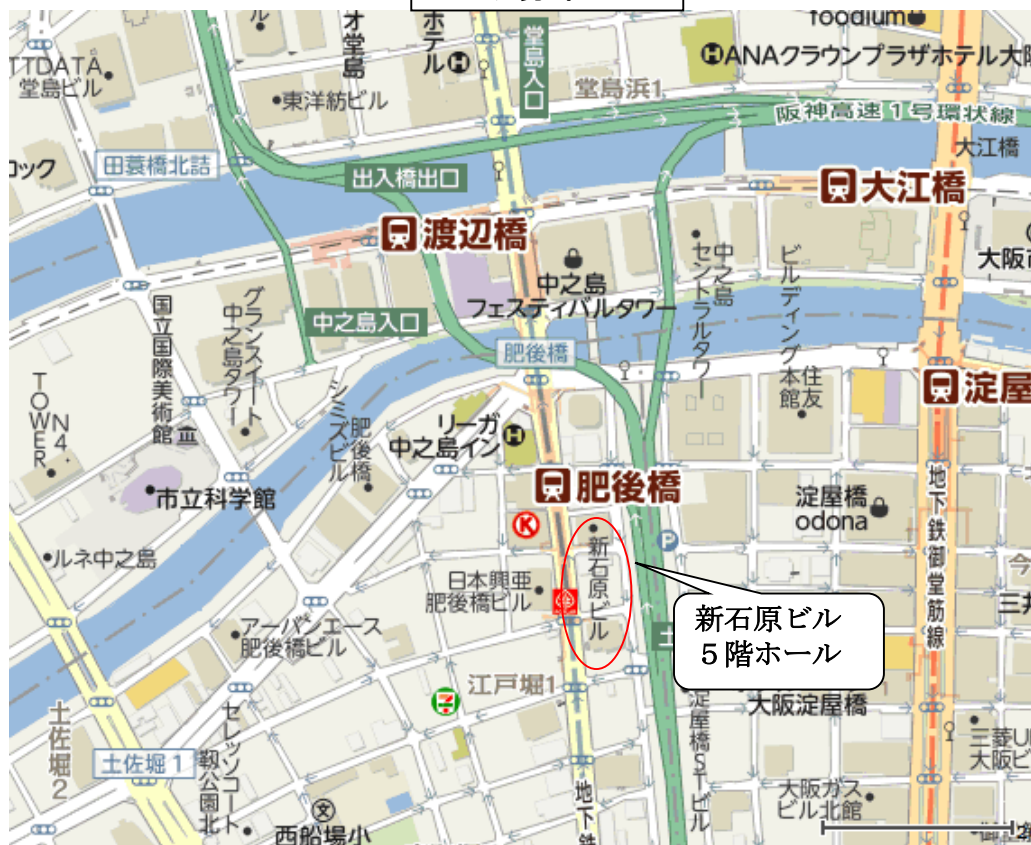 foodium
ANAクラウンプラザホテル大阪
TTDATA
堂島ビル
オ堂島
ホテル
堂島入口
東洋紡ビル
堂島浜1
阪神高速1号環状線
大江橋
田蓑橋北詰
出入橋出口
大江橋
渡辺橋
中之島
フェスティバルタワー
中之島
セントラルタワー
ビルディング
住友
本館
国立国際美術館
グランスイート
中之島タワー
中之島入口
肥後橋
淀屋
TOWER
N4.
シミズビル
肥後橋
リーガ
中之島イン
市立科学館
肥後橋
淀屋橋
odona
地下鉄御堂筋線
ルネ中之島
新石原ビル
P
K
日本興亜
肥後橋ビル
新石原ビル
5階ホール
アーバンエース
肥後橋ビル
江戸堀1
大阪淀屋橋
淀屋橋STビル
土佐堀2
土佐堀1
セレッソコート
靱公園北
西船場小
地下鉄
大阪ガス
ビル北館
三菱U
大阪ビ